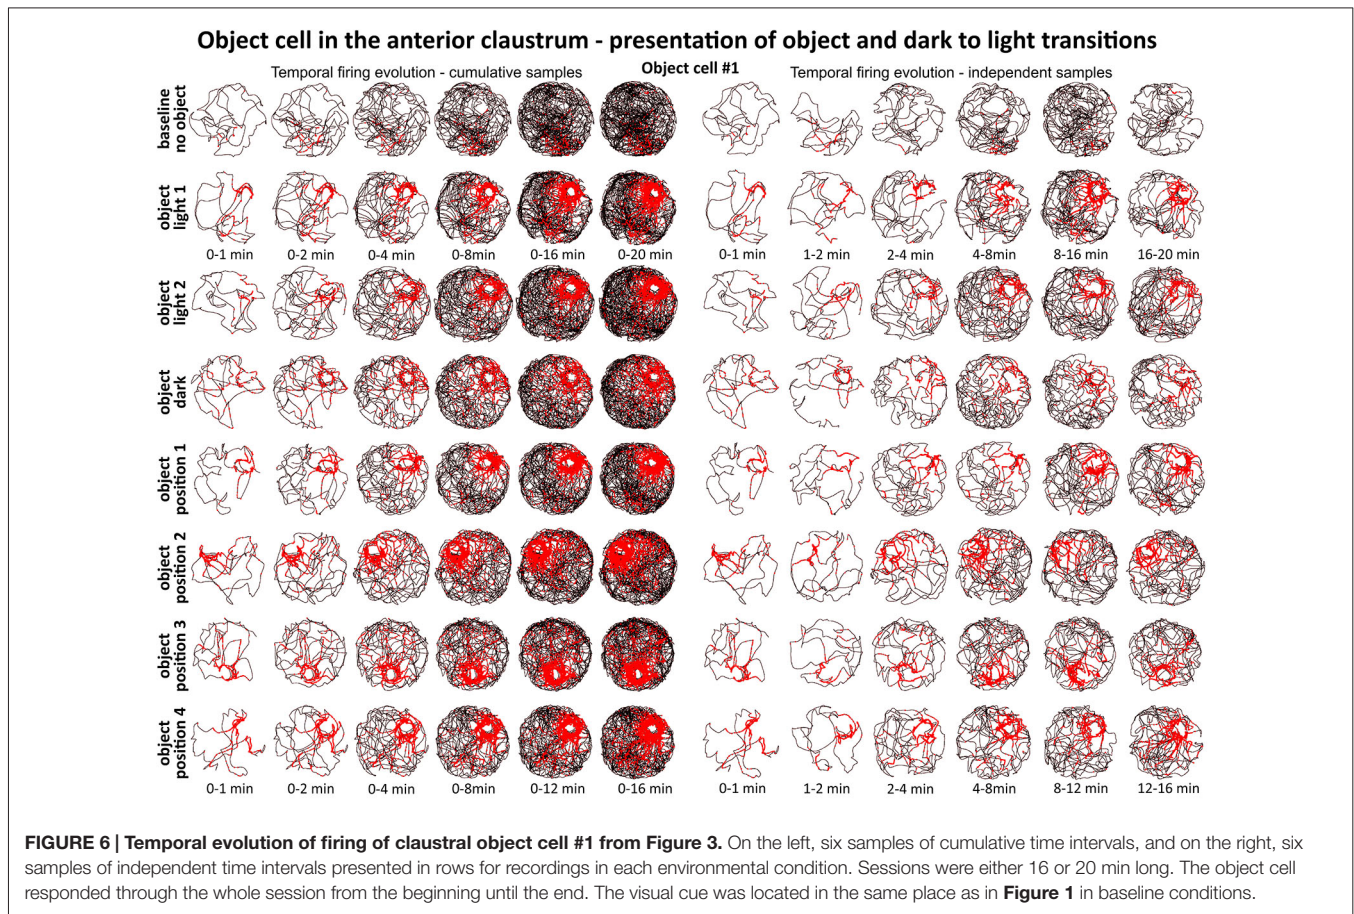 Object cell in the anterior claustrum - presentation of object and dark to light transitions
Temporal firing evolution - cumulative samples Object cell #1 Temporal firing evolution - independent samples
baseline
no object
object
light 1
0-1 min 0-2 min 0-4 min 0-8min 0-16 min 0-20 min 0-1 min 1-2 min 2-4 min 4-8min 8-16 min 16-20 min
object
light 2
object
dark
object
position 1
object
position 2
object
position 3
object
position 4
0-1 min 0-2 min 0-4 min 0-8min 0-12 min 0-16 min 0-1 min 1-2 min 2-4 min 4-8min 8-12 min 12-16 min
FIGURE 6 | Temporal evolution of firing of claustral object cell #1 from Figure 3. On the left, six samples of cumulative time intervals, and on the right, six
samples of independent time intervals presented in rows for recordings in each environmental condition. Sessions were either 16 or 20 min long. The object cell
responded through the whole session from the beginning until the end. The visual cue was located in the same place as in Figure 1 in baseline conditions.